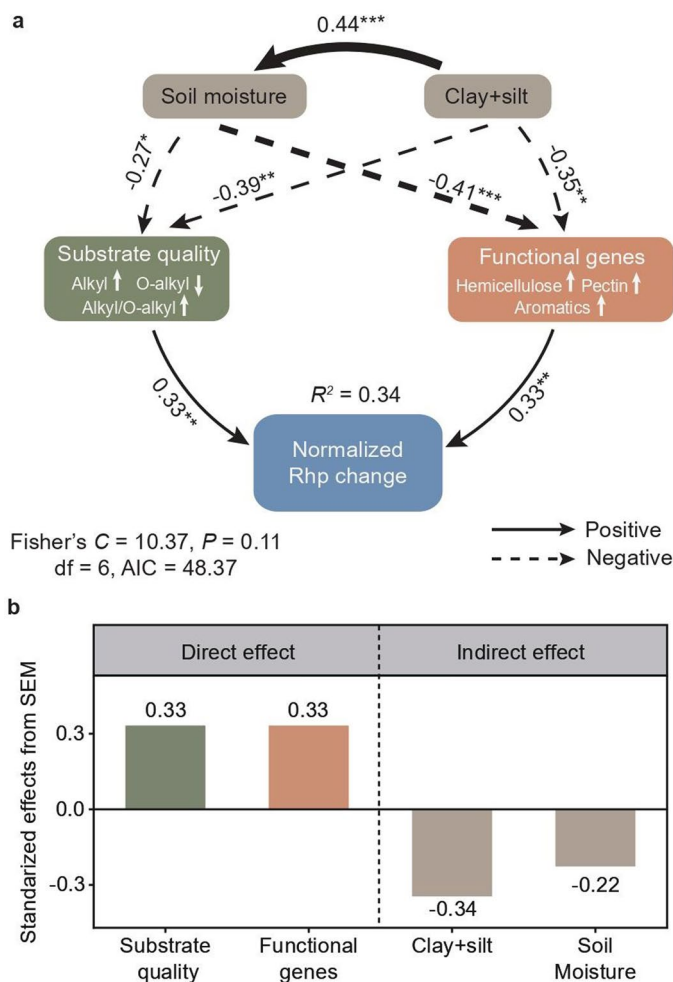 a
0.44***
Soil moisture
Clay+silt
-0.27*
-0.39**
-0.41***
-0.35**
Substrate quality
Alkyl ↑ O-alkyl ↓
Alkyl/O-alkyl ↑
Functional genes
Hemicellulose ↑ Pectin ↑
Aromatics ↑
0.33**
R² = 0.34
0.33**
Normalized
Rhp change
Fisher's C = 10.37, P = 0.11
df = 6, AIC = 48.37
Positive
Negative
b
Direct effect
Indirect effect
Standarized effects from SEM
0.3
0.0
-0.3
0.33
0.33
-0.34
-0.22
Substrate
quality
Functional
genes
Clay+silt
Soil
Moisture